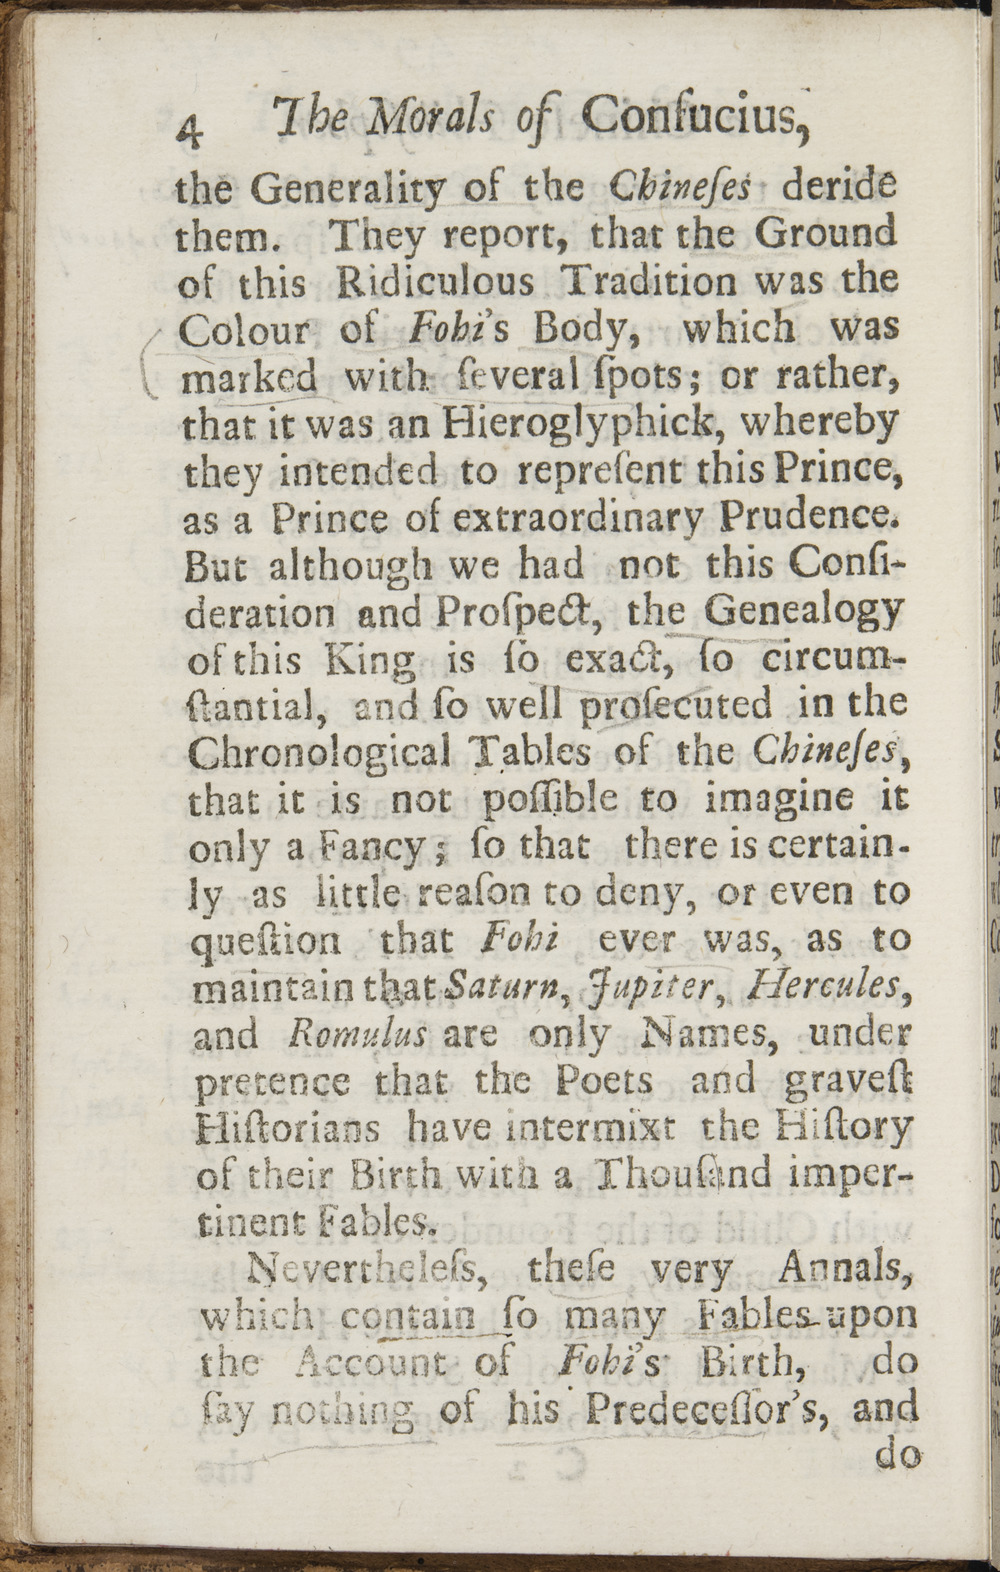 4 The Morals of Confucius,
the Generality of the Chineſes deride
them. They report, that the Ground
of this Ridiculous Tradition was the
Colour of Fohi's Body, which was
marked with ſeveral ſpots; or rather,
that it was an Hieroglyphick, whereby
they intended to repreſent this Prince,
as a Prince of extraordinary Prudence.
But although we had not this Conſi-
deration and Proſpect, the Genealogy
of this King is ſo exact, ſo circum-
ſtantial, and ſo well proſecuted in the
Chronological Tables of the Chineſes,
that it is not poſſible to imagine it
only a Fancy; ſo that there is certain-
ly as little reaſon to deny, or even to
queſtion that Fohi ever was, as to
maintain that Saturn, Jupiter, Hercules,
and Romulus are only Names, under
pretence that the Poets and graveſt
Hiſtorians have intermixt the Hiſtory
of their Birth with a Thouſand imper-
tinent Fables.
Nevertheleſs, theſe very Annals,
which contain ſo many Fables upon
the Account of Fohi's Birth, do
ſay nothing of his Predeceſſor's, and
do